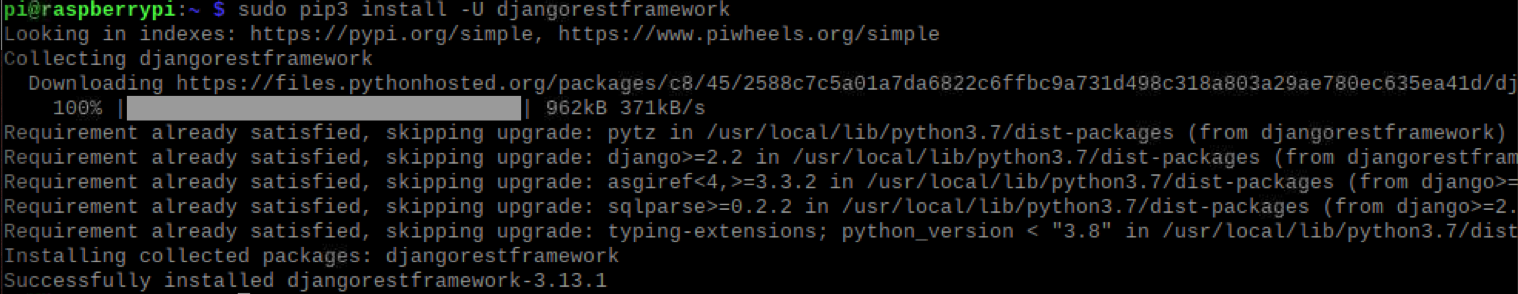 pi@raspberrypi:~ $ sudo pip3 install -U djangorestframework
Looking in indexes: https://pypi.org/simple, https://www.piwheels.org/simple
Collecting djangorestframework
  Downloading https://files.pythonhosted.org/packages/c8/45/2588c7c5a01a7da6822c6ffbc9a731d498c318a803a29ae780ec635ea41d/dj
    100% |████████████████████████████████| 962kB 371kB/s
Requirement already satisfied, skipping upgrade: pytz in /usr/local/lib/python3.7/dist-packages (from djangorestframework)
Requirement already satisfied, skipping upgrade: django>=2.2 in /usr/local/lib/python3.7/dist-packages (from djangorestfram
Requirement already satisfied, skipping upgrade: asgiref<4,>=3.3.2 in /usr/local/lib/python3.7/dist-packages (from django>=
Requirement already satisfied, skipping upgrade: sqlparse>=0.2.2 in /usr/local/lib/python3.7/dist-packages (from django>=2.
Requirement already satisfied, skipping upgrade: typing-extensions; python_version < "3.8" in /usr/local/lib/python3.7/dist
Installing collected packages: djangorestframework
Successfully installed djangorestframework-3.13.1